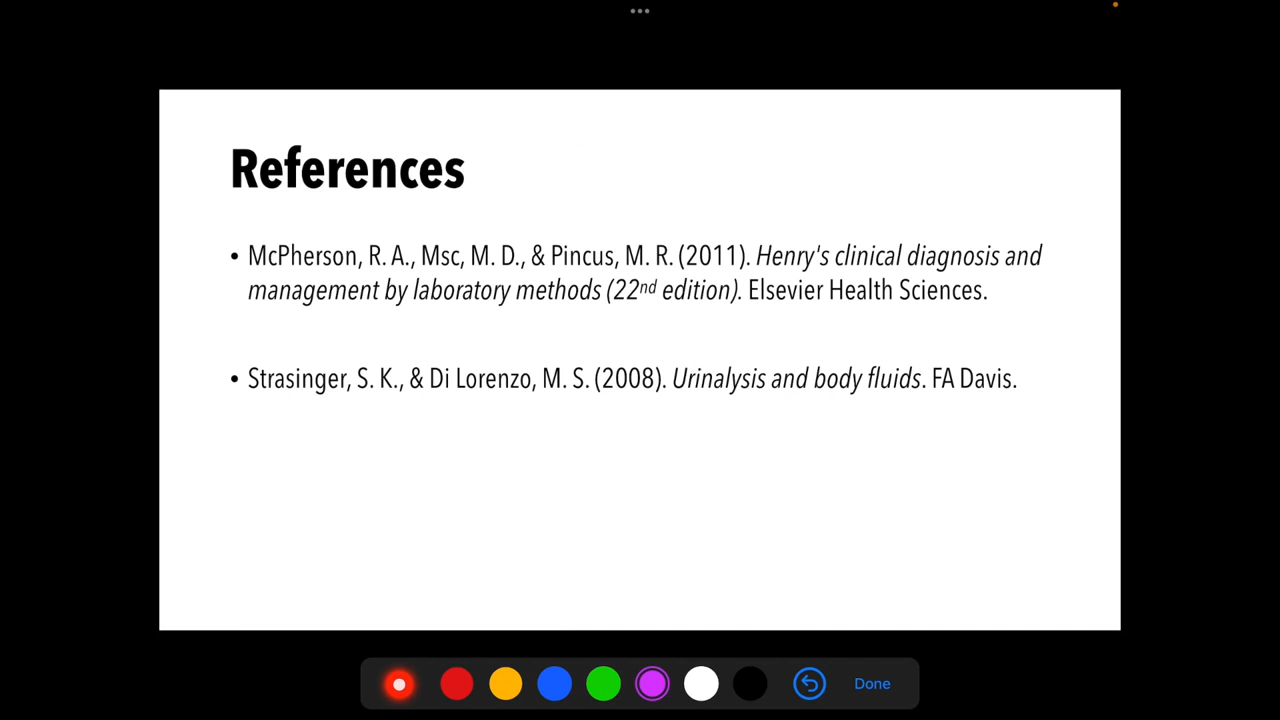 References
• McPherson, R. A., Msc, M. D., & Pincus, M. R. (2011). Henry's clinical diagnosis and
management by laboratory methods (22nd edition). Elsevier Health Sciences.
• Strasinger, S. K., & Di Lorenzo, M. S. (2008). Urinalysis and body fluids. FA Davis.
Done